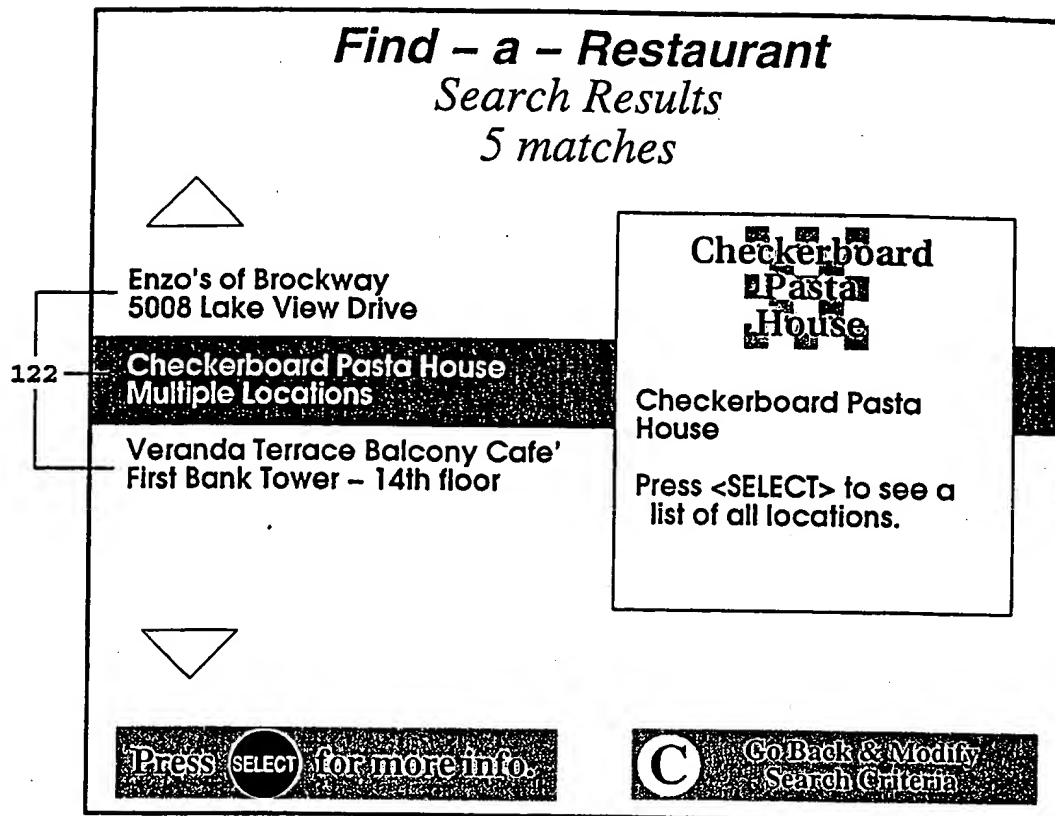 Find – a – Restaurant
Search Results
5 matches
Enzo's of Brockway
5008 Lake View Drive
122
Checkerboard Pasta House
Multiple Locations
Veranda Terrace Balcony Cafe'
First Bank Tower – 14th floor
Checkerboard
Pasta
House
Checkerboard Pasta
House
Press <SELECT> to see a
list of all locations.
Press SELECT for more info.
C Go Back & Modify
Search Criteria